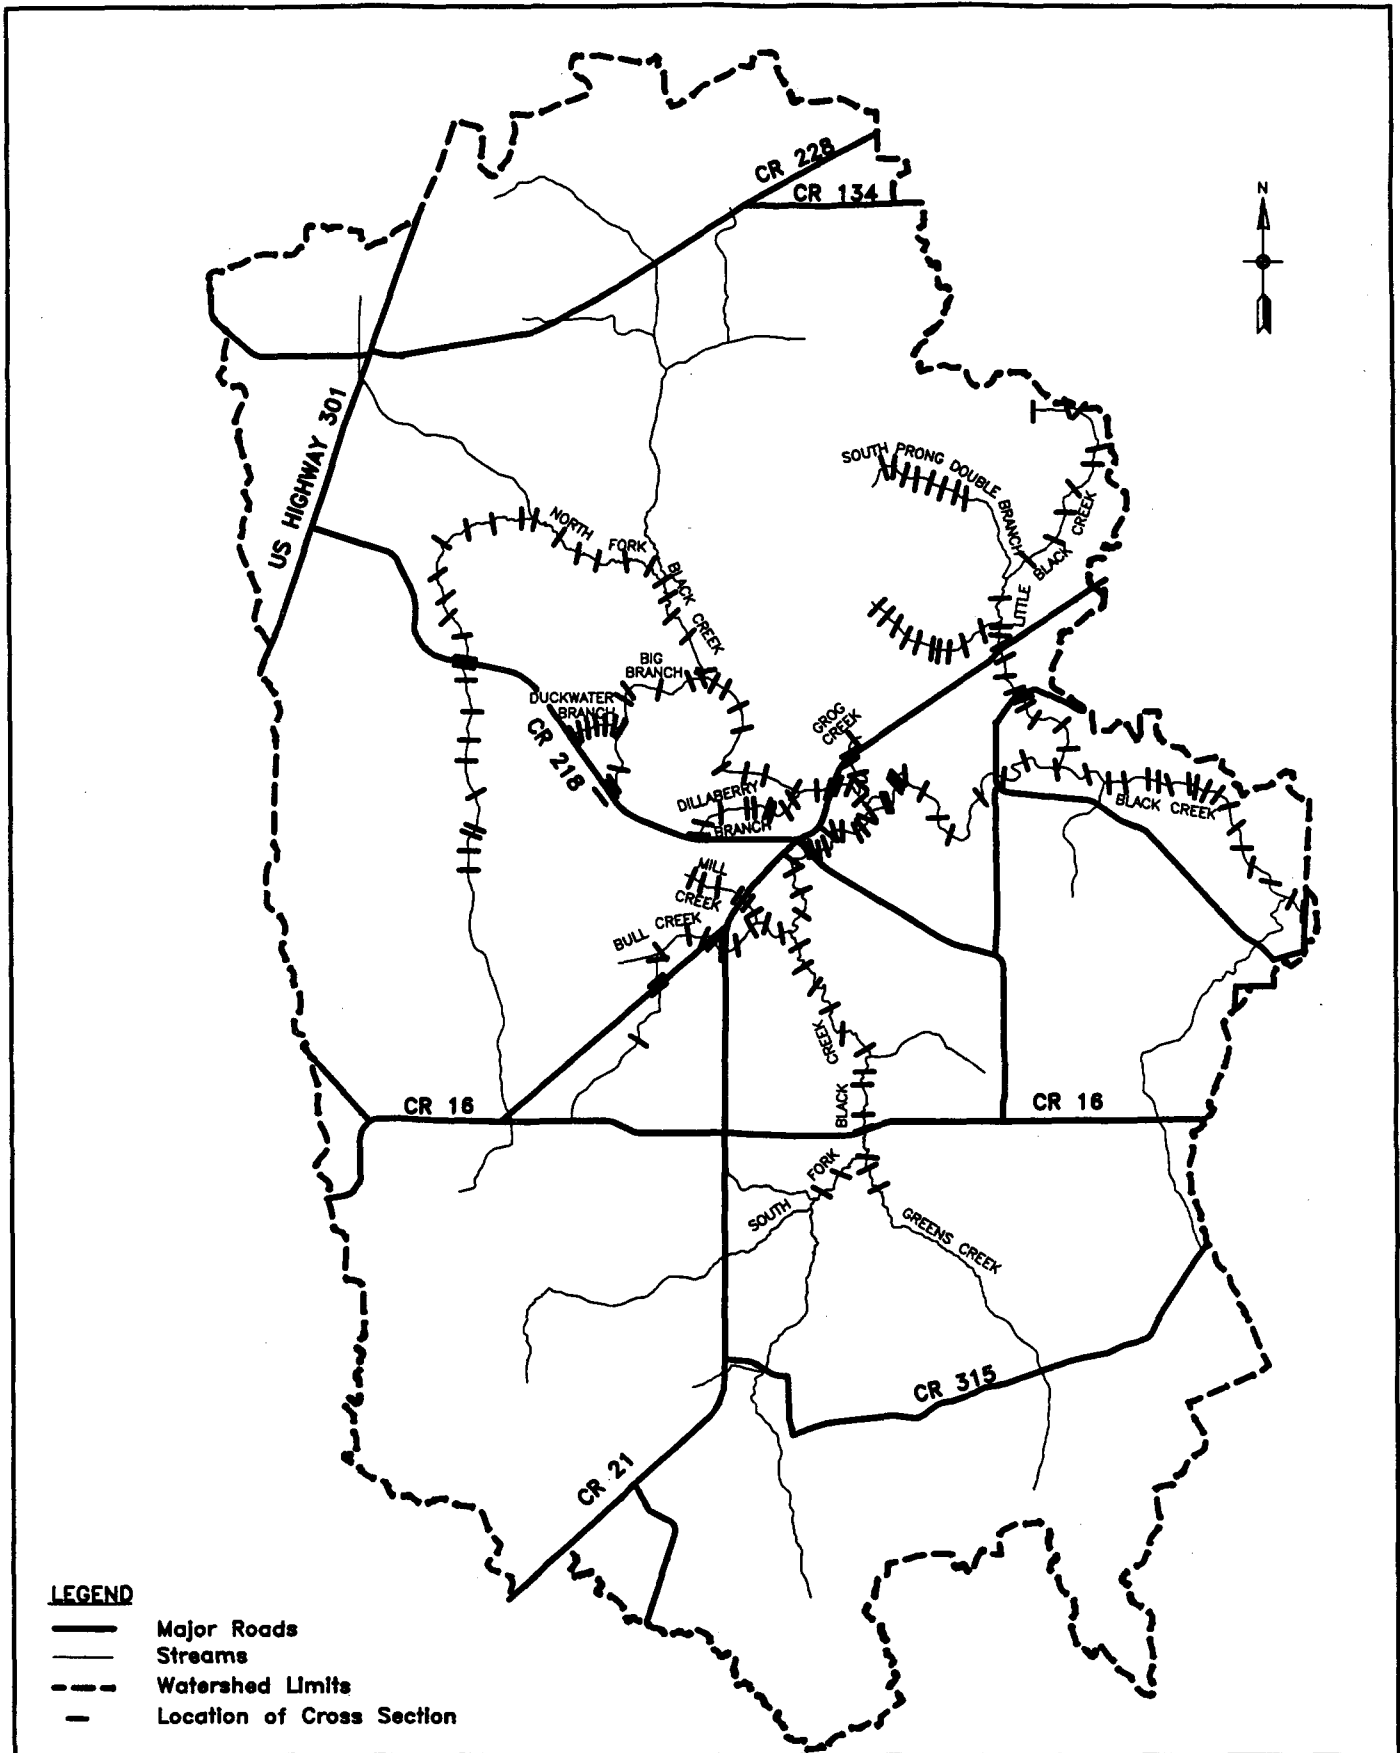 CR 228
CR 134
N
US HIGHWAY 301
SOUTH PRONG DOUBLE BRANCH
LITTLE BLACK CREEK
NORTH FORK BLACK CREEK
BIG
BRANCH
DUCKWATER
BRANCH
CR 218
GROG
CREEK
DILLABERRY
BRANCH
BLACK CREEK
MILL
CREEK
BULL CREEK
CR 16
CR 16
SOUTH FORK BLACK CREEK
GREENS CREEK
CR 315
CR 21
LEGEND
Major Roads
Streams
Watershed Limits
Location of Cross Section